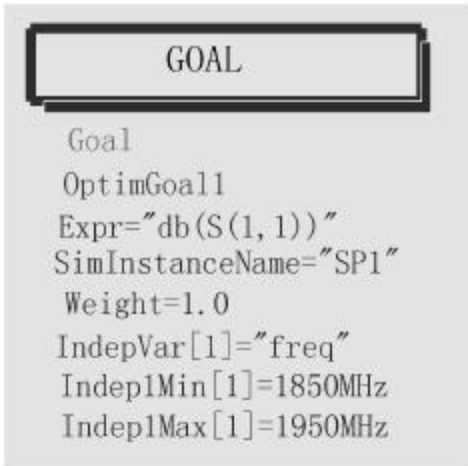 GOAL
Goal
OptimGoal1
Expr="db(S(1,1))"
SimInstanceName="SP1"
Weight=1.0
IndepVar[1]="freq"
Indep1Min[1]=1850MHz
Indep1Max[1]=1950MHz